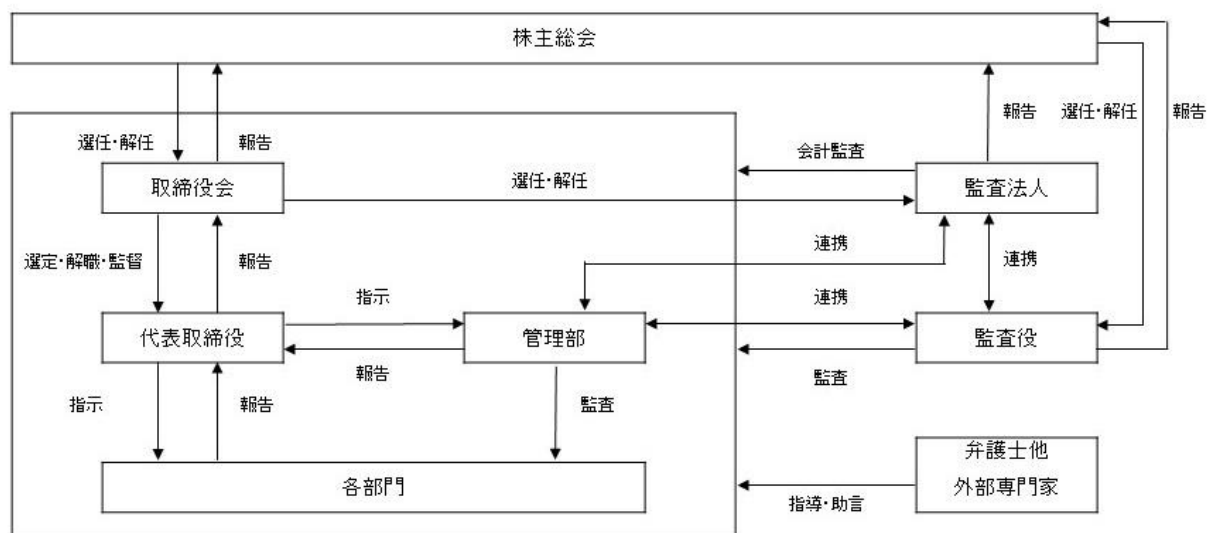 株主総会
選任・解任
報告
報告
選任・解任
報告
会計監査
取締役会
選任・解任
監査法人
連携
選定・解職・監督
報告
連携
指示
連携
代表取締役
管理部
監査役
報告
監査
指示
報告
監査
各部門
弁護士他
外部専門家
指導・助言